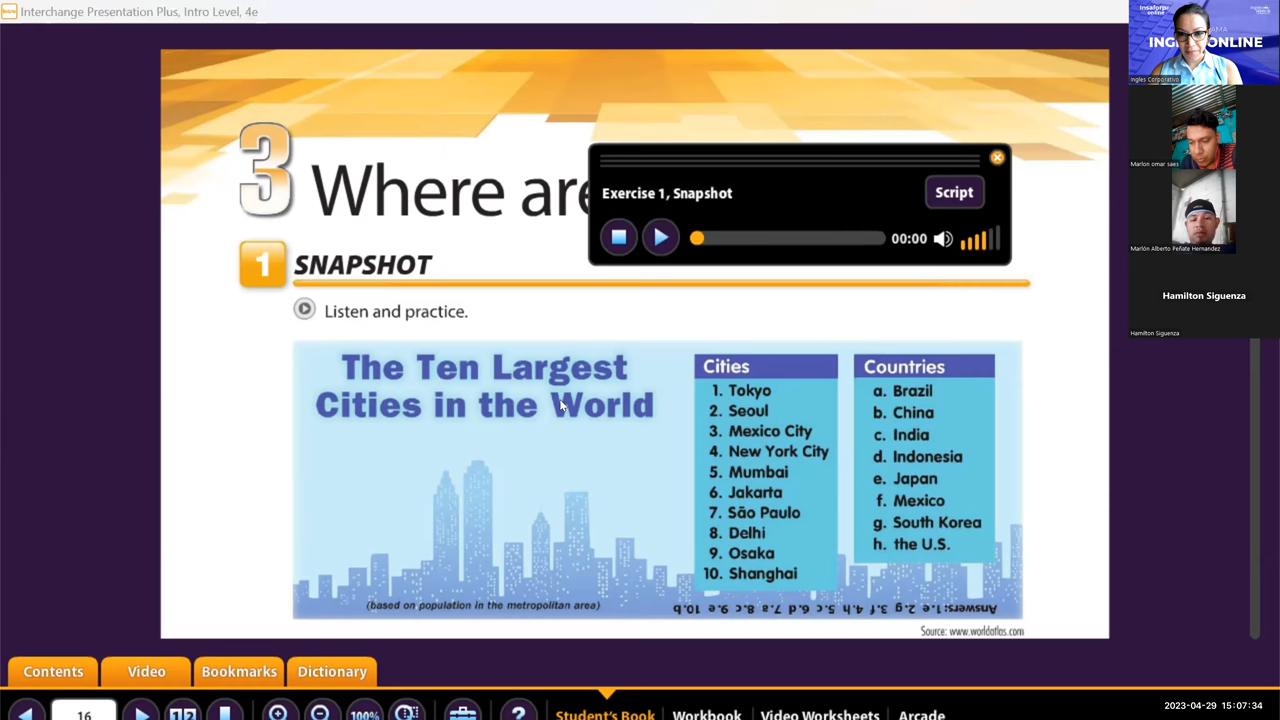 Interchange Presentation Plus, Intro Level, 4e
3 Where are
Exercise 1, Snapshot
Script
00:00
1 SNAPSHOT
Listen and practice.
The Ten Largest
Cities in the World
Cities
1. Tokyo
2. Seoul
3. Mexico City
4. New York City
5. Mumbai
6. Jakarta
7. São Paulo
8. Delhi
9. Osaka
10. Shanghai
Countries
a. Brazil
b. China
c. India
d. Indonesia
e. Japan
f. Mexico
g. South Korea
h. the U.S.
(based on population in the metropolitan area)
Answers: 1. e 2. g 3. f 4. h 5. c 6. d 7. a 8. c 9. e 10. b
Source: www.worldatlas.com
INGL ONLINE
Ingles Corporativo
Marlon omar saes
Marlón Alberto Peñate Hernandez
Hamilton Siguenza
Hamilton Siguenza
Contents
Video
Bookmarks
Dictionary
16
100%
Student's Book
Workbook
Video Worksheets
Arcade
2023-04-29 15:07:34